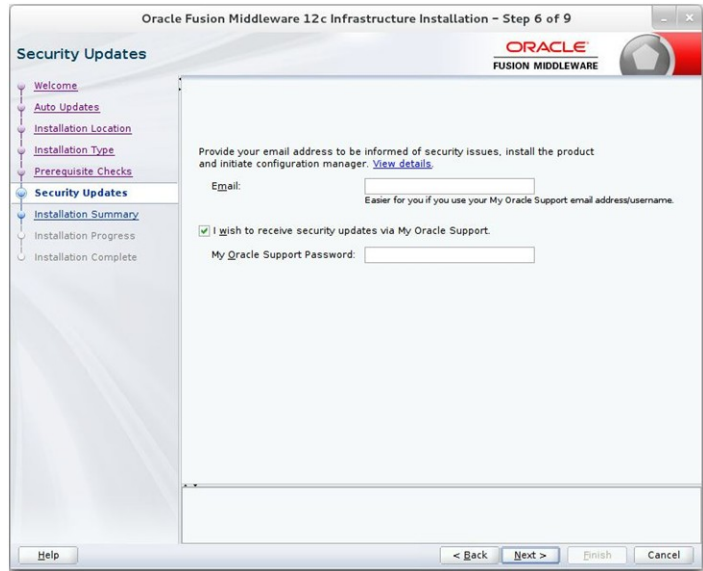 Oracle Fusion Middleware 12c Infrastructure Installation - Step 6 of 9
Security Updates
ORACLE
FUSION MIDDLEWARE
Welcome
Auto Updates
Installation Location
Installation Type
Prerequisite Checks
Security Updates
Installation Summary
Installation Progress
Installation Complete
Provide your email address to be informed of security issues, install the product
and initiate configuration manager. View details.
Email:
Easier for you if you use your My Oracle Support email address/username.
I wish to receive security updates via My Oracle Support.
My Oracle Support Password:
Help
< Back
Next >
Finish
Cancel